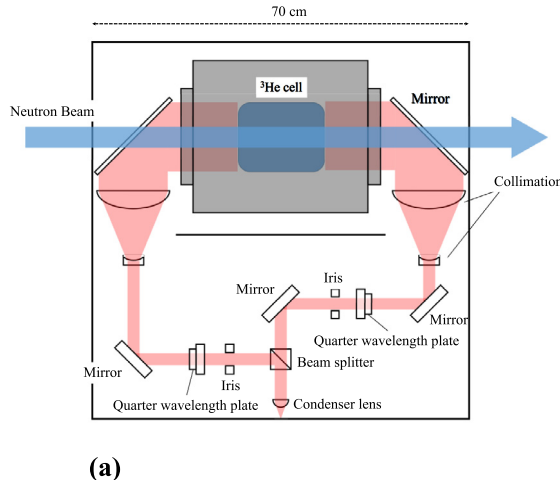 70 cm
³He cell
Mirror
Neutron Beam
Collimation
Iris
Mirror
Mirror
Quarter wavelength plate
Beam splitter
Mirror
Iris
Quarter wavelength plate
Condenser lens
(a)